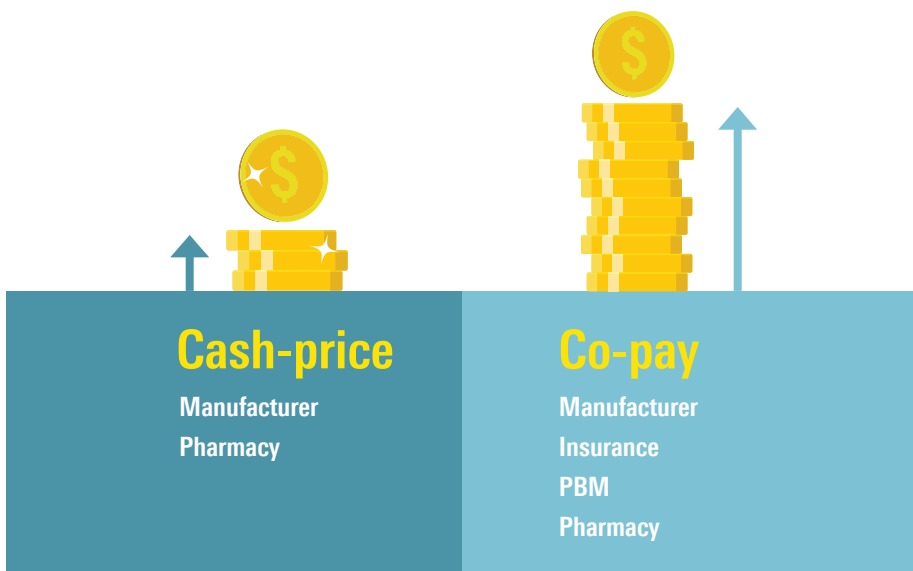 $
$
Cash-price
Manufacturer
Pharmacy
Co-pay
Manufacturer
Insurance
PBM
Pharmacy